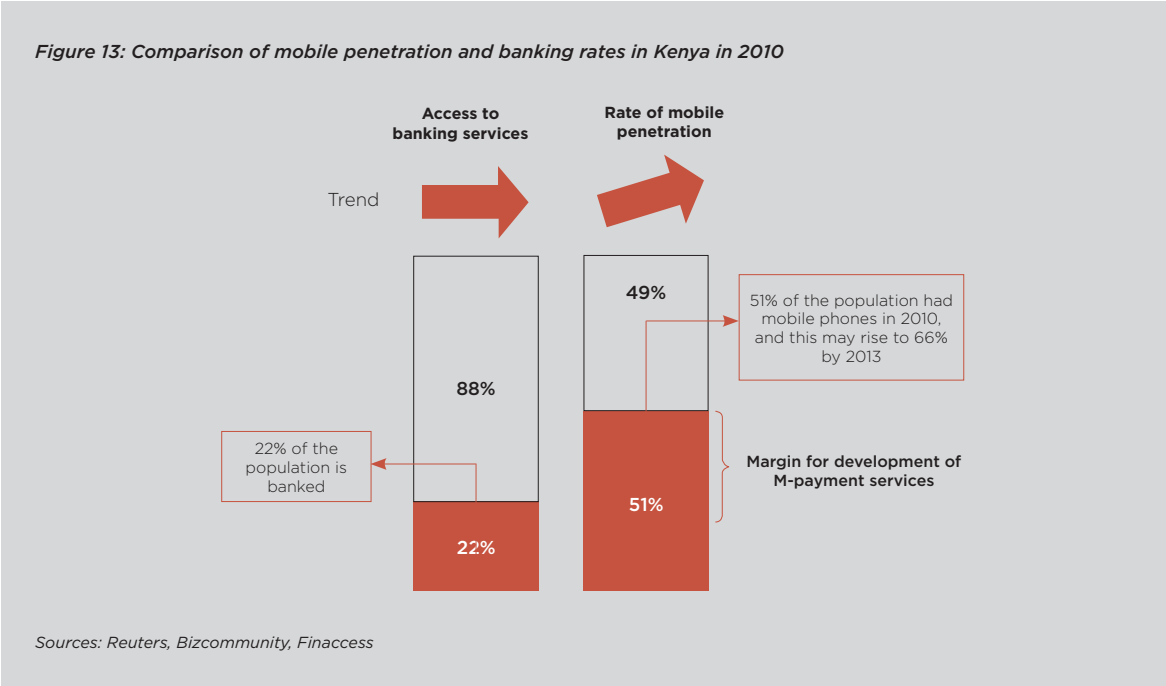 Figure 13: Comparison of mobile penetration and banking rates in Kenya in 2010
Access to
banking services
Rate of mobile
penetration
Trend
49%
51% of the population had
mobile phones in 2010,
and this may rise to 66%
by 2013
88%
22% of the
population is
banked
Margin for development of
M-payment services
51%
22%
Sources: Reuters, Bizcommunity, Finaccess